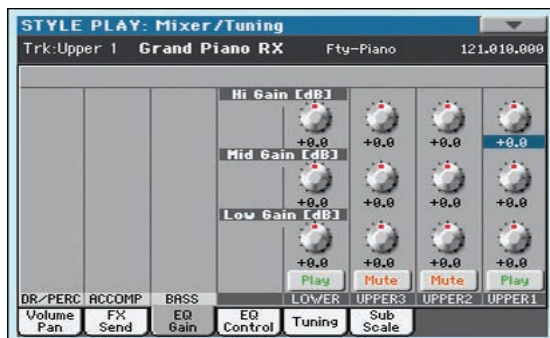 STYLE PLAY: Mixer/Tuning
Trk:Upper 1 Grand Piano RX Fty-Piano 121.010.000
Hi Gain [dB]
+0.0 +0.0 +0.0 +0.0
Mid Gain [dB]
+0.0 +0.0 +0.0 +0.0
Low Gain [dB]
+0.0 +0.0 +0.0 +0.0
Play Mute Mute Play
DR/PERC ACCOMP BASS LOWER UPPER3 UPPER2 UPPER1
Volume Pan FX Send EQ Gain EQ Control Tuning Sub Scale